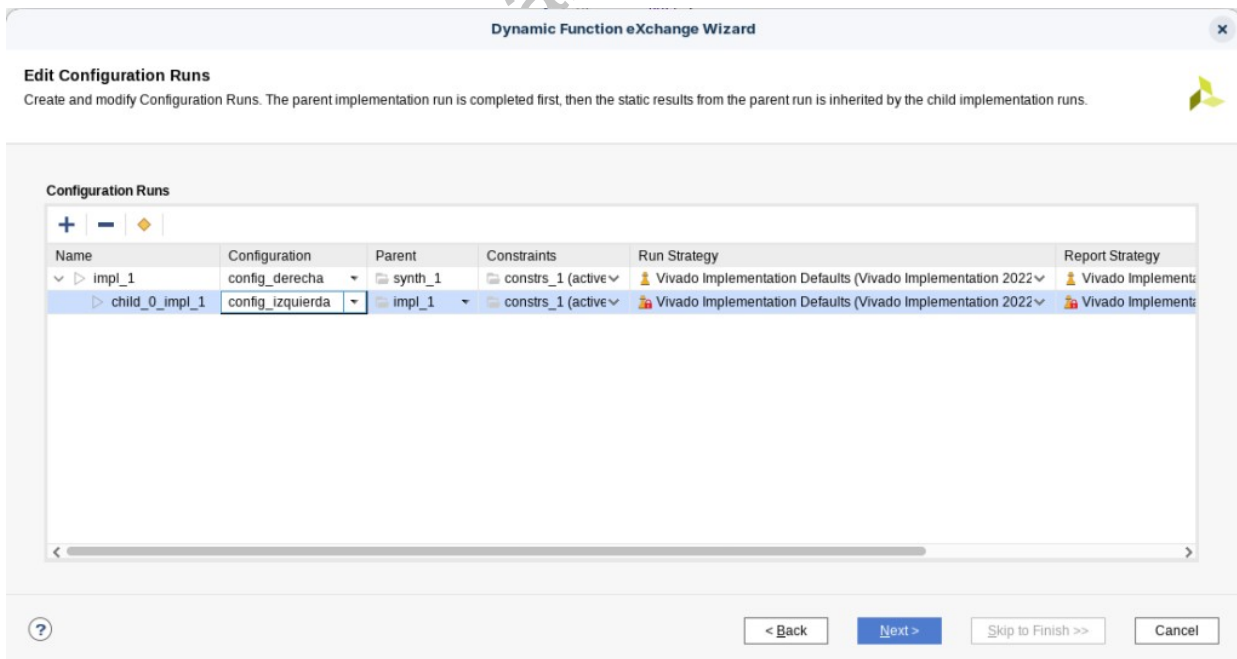 Dynamic Function eXchange Wizard
Edit Configuration Runs
Create and modify Configuration Runs. The parent implementation run is completed first, then the static results from the parent run is inherited by the child implementation runs.
Configuration Runs
Name Configuration Parent Constraints Run Strategy Report Strategy
impl_1 config_derecha synth_1 constrs_1 (active Vivado Implementation Defaults (Vivado Implementation 2022 Vivado Implementa
child_0_impl_1 config_izquierda impl_1 constrs_1 (active Vivado Implementation Defaults (Vivado Implementation 2022 Vivado Implementa
? < Back Next > Skip to Finish >> Cancel